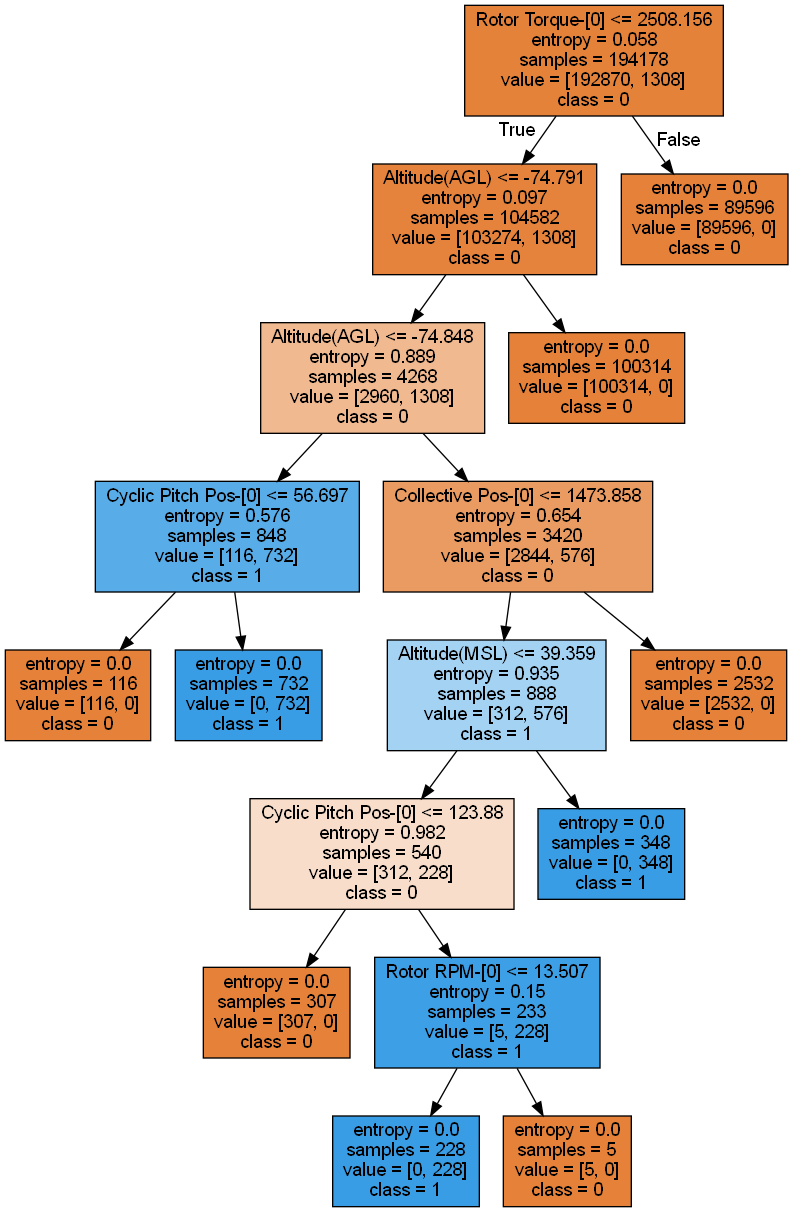 Rotor Torque-[0] <= 2508.156
entropy = 0.058
samples = 194178
value = [192870, 1308]
class = 0
True
False
Altitude(AGL) <= -74.791
entropy = 0.097
samples = 104582
value = [103274, 1308]
class = 0
entropy = 0.0
samples = 89596
value = [89596, 0]
class = 0
Altitude(AGL) <= -74.848
entropy = 0.889
samples = 4268
value = [2960, 1308]
class = 0
entropy = 0.0
samples = 100314
value = [100314, 0]
class = 0
Cyclic Pitch Pos-[0] <= 56.697
entropy = 0.576
samples = 848
value = [116, 732]
class = 1
Collective Pos-[0] <= 1473.858
entropy = 0.654
samples = 3420
value = [2844, 576]
class = 0
entropy = 0.0
samples = 116
value = [116, 0]
class = 0
entropy = 0.0
samples = 732
value = [0, 732]
class = 1
Altitude(MSL) <= 39.359
entropy = 0.935
samples = 888
value = [312, 576]
class = 1
entropy = 0.0
samples = 2532
value = [2532, 0]
class = 0
Cyclic Pitch Pos-[0] <= 123.88
entropy = 0.982
samples = 540
value = [312, 228]
class = 0
entropy = 0.0
samples = 348
value = [0, 348]
class = 1
entropy = 0.0
samples = 307
value = [307, 0]
class = 0
Rotor RPM-[0] <= 13.507
entropy = 0.15
samples = 233
value = [5, 228]
class = 1
entropy = 0.0
samples = 228
value = [0, 228]
class = 1
entropy = 0.0
samples = 5
value = [5, 0]
class = 0